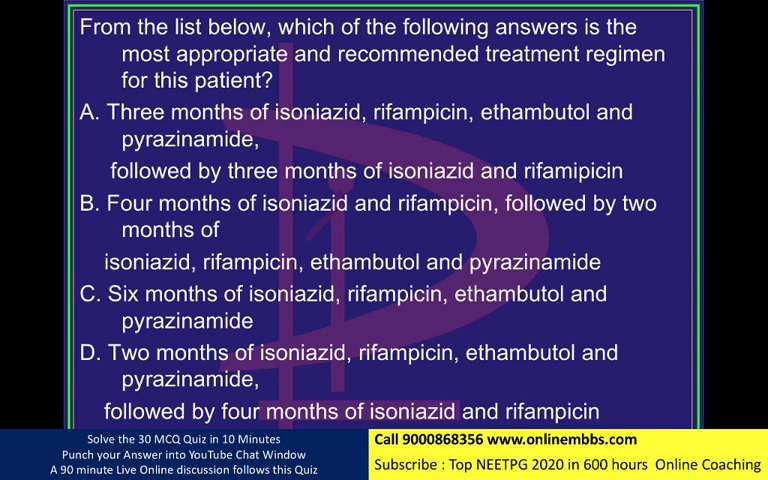 From the list below, which of the following answers is the
most appropriate and recommended treatment regimen
for this patient?
A. Three months of isoniazid, rifampicin, ethambutol and
pyrazinamide,
followed by three months of isoniazid and rifamipicin
B. Four months of isoniazid and rifampicin, followed by two
months of
isoniazid, rifampicin, ethambutol and pyrazinamide
C. Six months of isoniazid, rifampicin, ethambutol and
pyrazinamide
D. Two months of isoniazid, rifampicin, ethambutol and
pyrazinamide,
followed by four months of isoniazid and rifampicin
Solve the 30 MCQ Quiz in 10 Minutes
Punch your Answer into YouTube Chat Window
A 90 minute Live Online discussion follows this Quiz
Call 9000868356 www.onlinembbs.com
Subscribe : Top NEETPG 2020 in 600 hours Online Coaching